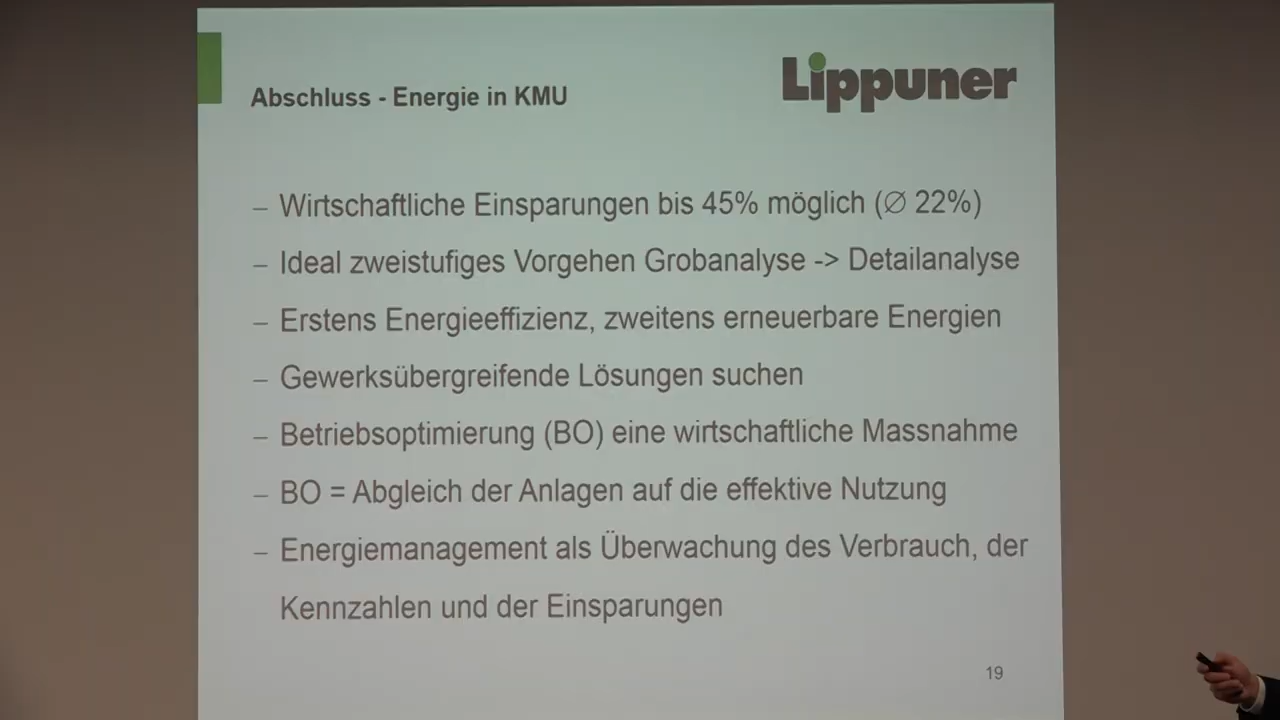 Abschluss - Energie in KMU
Lippuner
– Wirtschaftliche Einsparungen bis 45% möglich (∅ 22%)
– Ideal zweistufiges Vorgehen Grobanalyse -> Detailanalyse
– Erstens Energieeffizienz, zweitens erneuerbare Energien
– Gewerksübergreifende Lösungen suchen
– Betriebsoptimierung (BO) eine wirtschaftliche Massnahme
– BO = Abgleich der Anlagen auf die effektive Nutzung
– Energiemanagement als Überwachung des Verbrauch, der
Kennzahlen und der Einsparungen
19